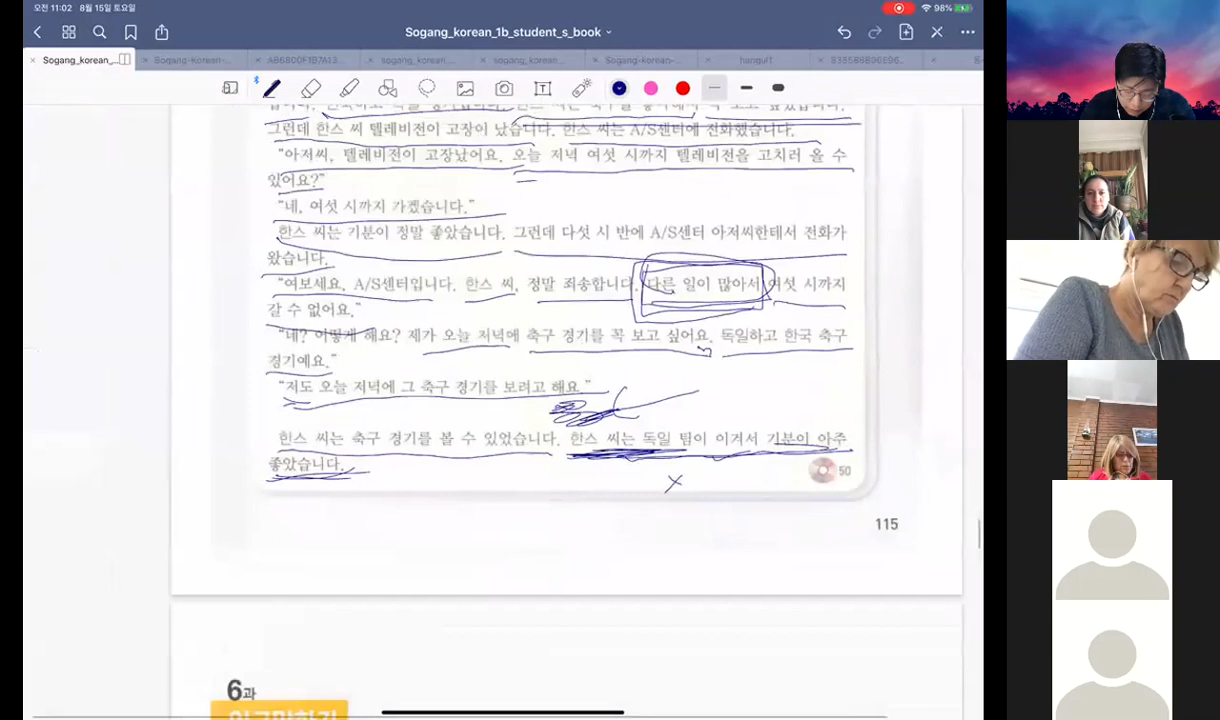 오전 11:02 8월 15일 토요일
98%
Sogang_korean_1b_student_s_book
Sogang_korean_...
Sogang-Korean-...
AB6800F1B7A13...
sogang_korean...
sogang_korean...
Sogang-Korean-...
hangul1
그런데 한스 씨 텔레비전이 고장이 났습니다. 한스 씨는 A/S센터에 전화했습니다.
“아저씨, 텔레비전이 고장났어요. 오늘 저녁 여섯 시까지 텔레비전을 고치러 올 수
있어요?”
“네, 여섯 시까지 가겠습니다.”
한스 씨는 기분이 정말 좋았습니다. 그런데 다섯 시 반에 A/S센터 아저씨한테서 전화가
왔습니다.
“여보세요, A/S센터입니다. 한스 씨, 정말 죄송합니다. 다른 일이 많아서 여섯 시까지
갈 수 없어요.”
“네? 어떻게 해요? 제가 오늘 저녁에 축구 경기를 꼭 보고 싶어요. 독일하고 한국 축구
경기예요.”
“저도 오늘 저녁에 그 축구 경기를 보려고 해요.”
한스 씨는 축구 경기를 볼 수 있었습니다. 한스 씨는 독일 팀이 이겨서 기분이 아주
좋았습니다.
50
X
115
6과